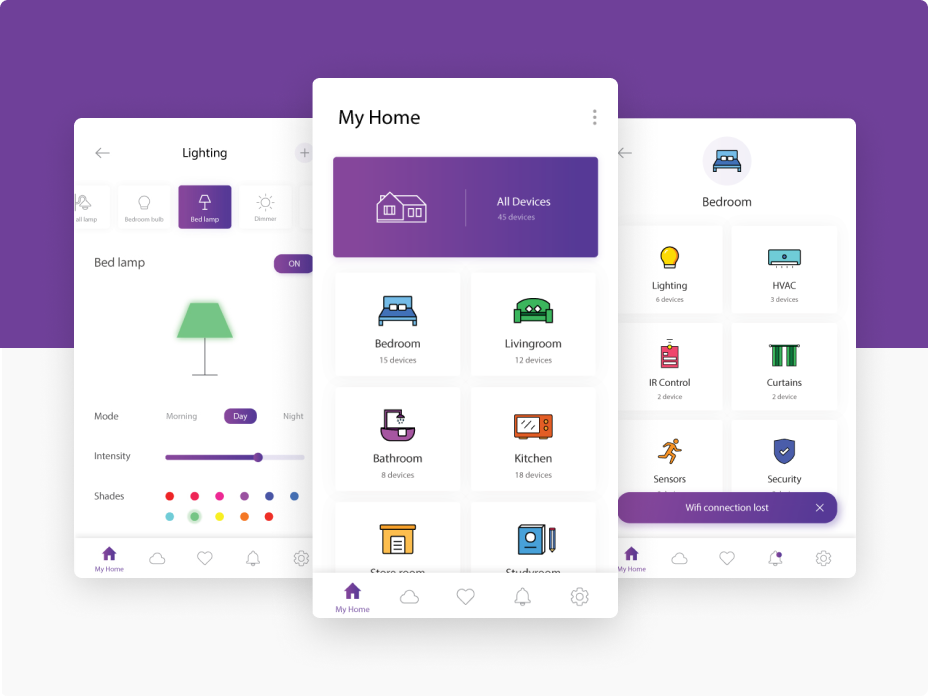 Lighting
Bedroom bulb
Bed lamp
Dimmer
Bed lamp
ON
Mode
Morning
Day
Night
Intensity
Shades
My Home
My Home
All Devices
45 devices
Bedroom
15 devices
Livingroom
12 devices
Bathroom
8 devices
Kitchen
18 devices
Store room
Studyroom
My Home
Bedroom
Lighting
6 devices
HVAC
3 devices
IR Control
2 device
Curtains
2 device
Sensors
Security
Wifi connection lost
My Home